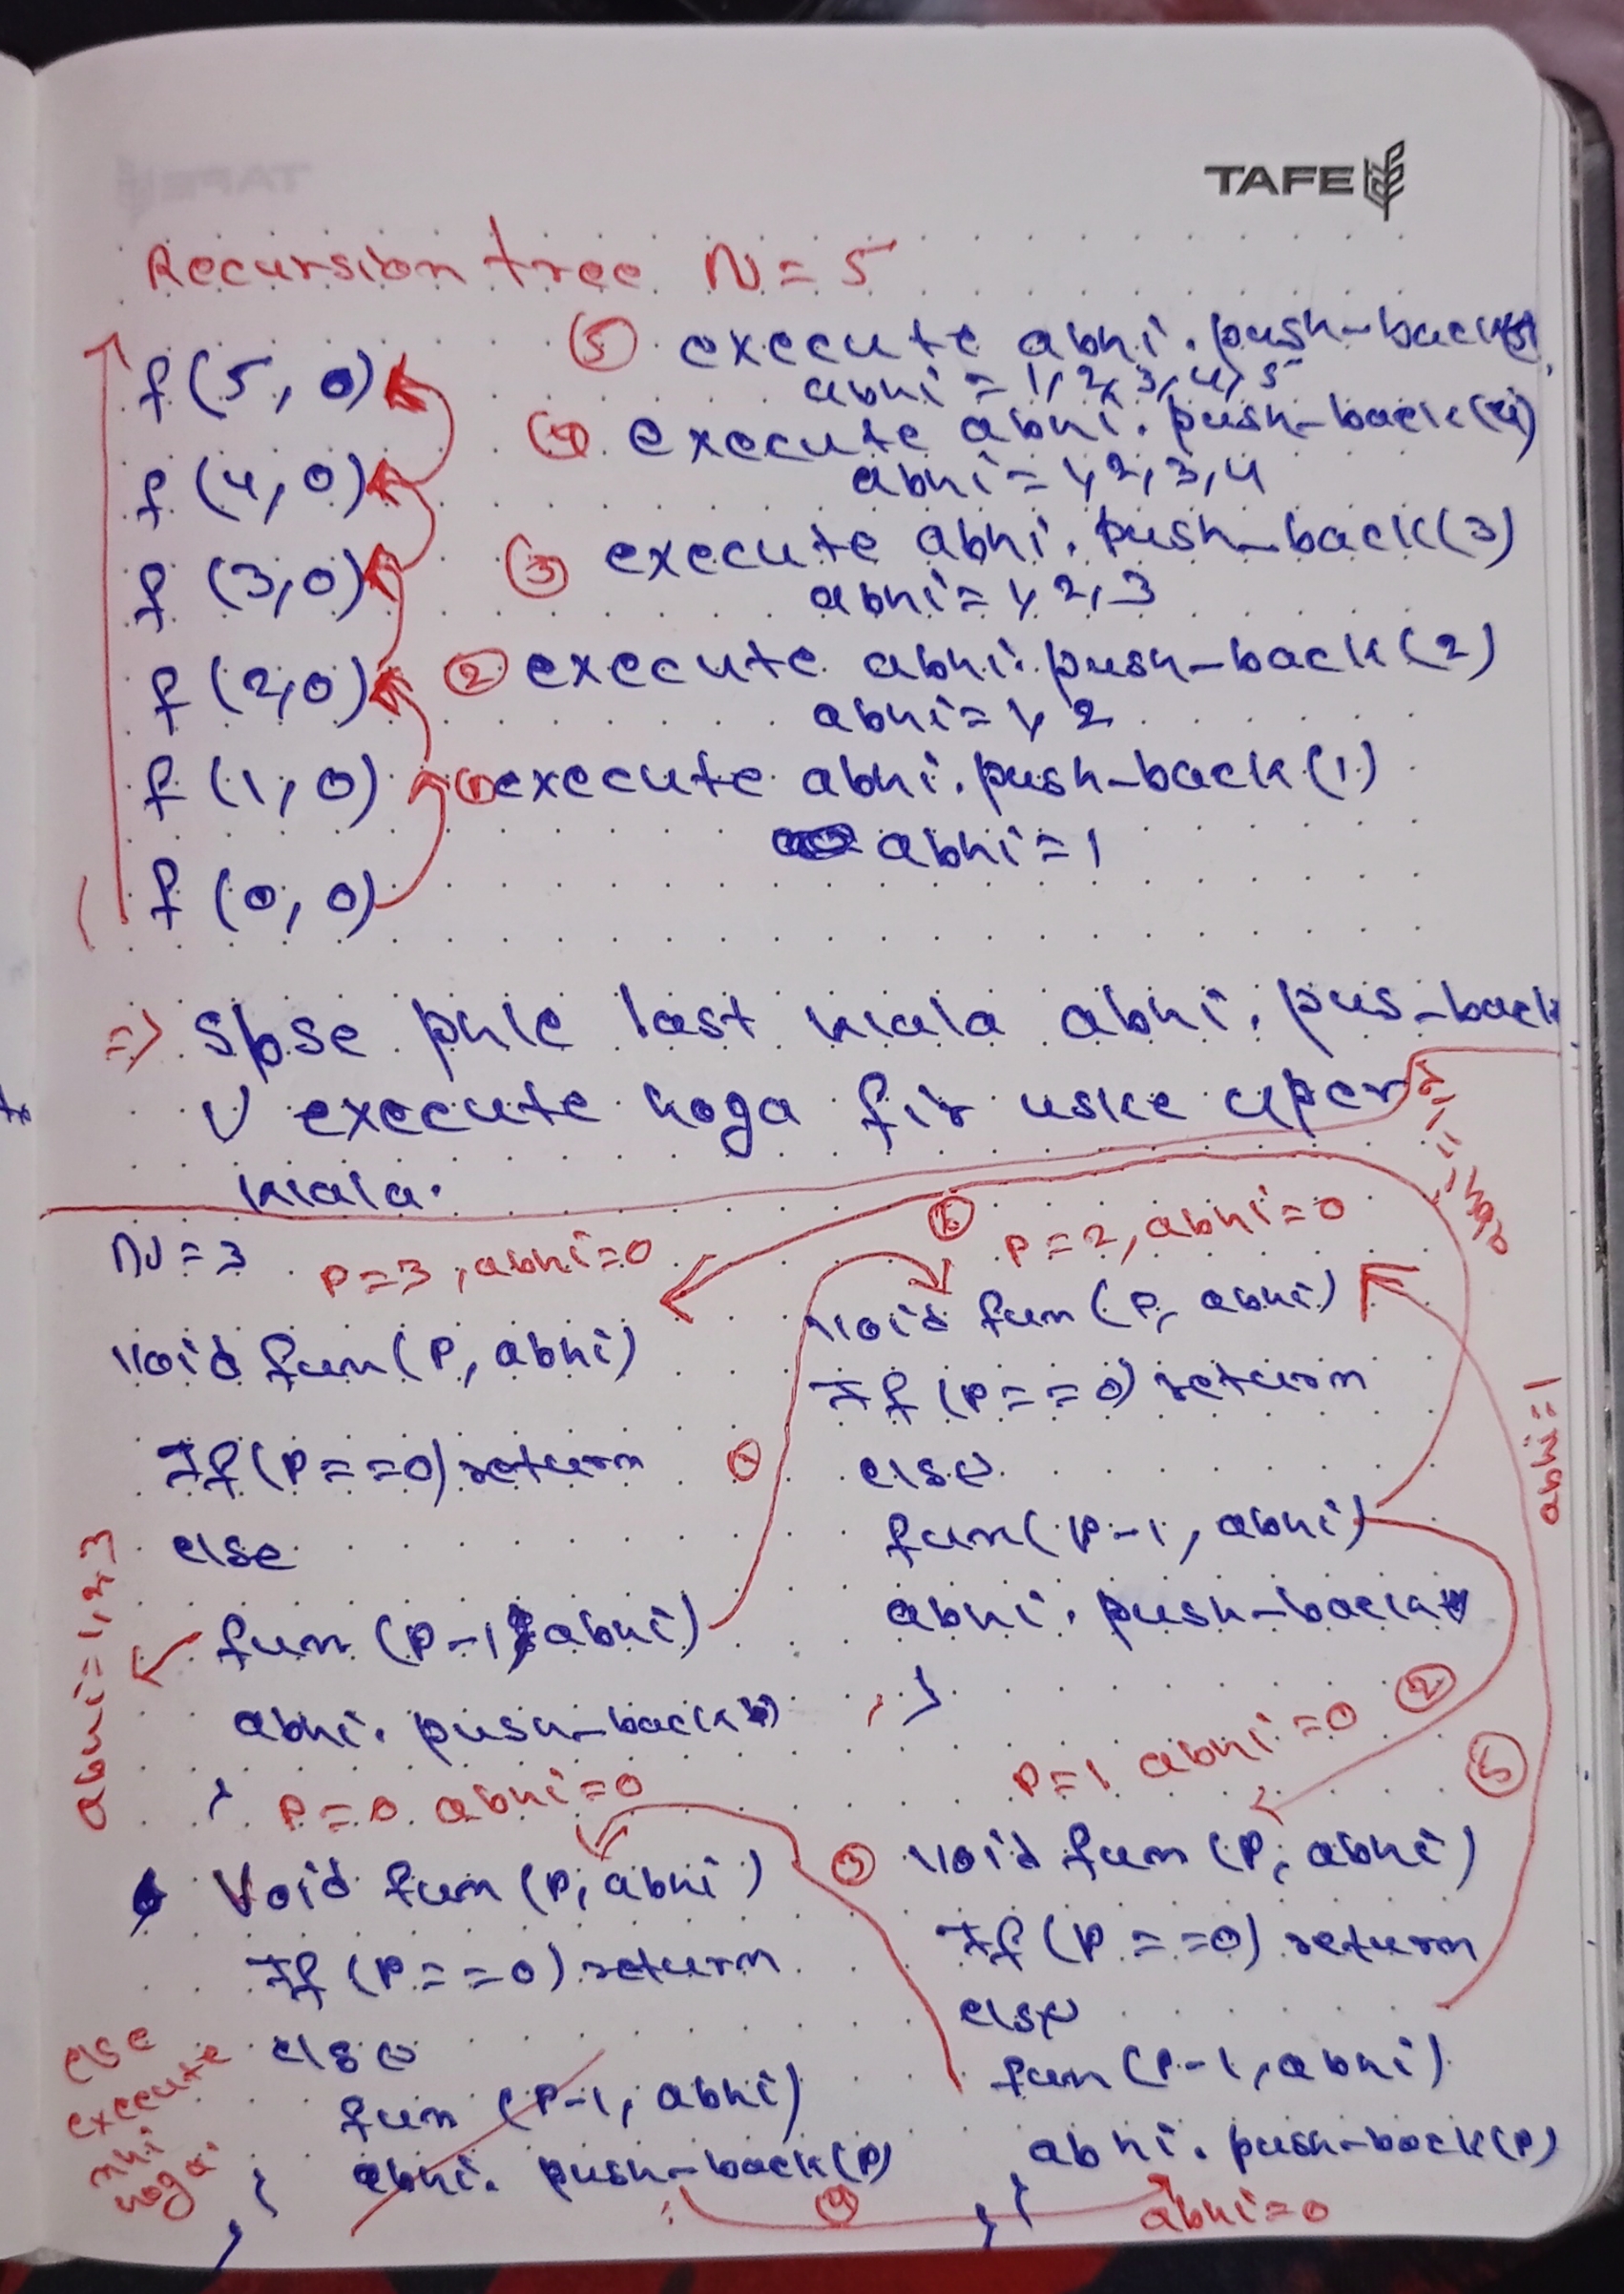 TAFE
Recursion tree N = 5
f(5, 0) ⑤ execute abhi.push-back(5)
abhi = 1, 2, 3, 4, 5
④ execute abhi.push-back(4)
f(4, 0) abhi = 1, 2, 3, 4
f(3, 0) ③ execute abhi.push-back(3)
abhi = 1, 2, 3
f(2, 0) ② execute abhi.push-back(2)
abhi = 1, 2
f(1, 0) ① execute abhi.push-back(1)
abhi = 1
f(0, 0)
=> sbse phle last wala abhi.pus-back
execute hoga fir uske uper
wala.
N = 3 P=3, abhi=0
void fun(P, abhi)
If(P==0) return
else
fun(P-1, abhi)
abhi.push-back
abhi=1,2,3
⑥ P=2, abhi=0
void fun(P, abhi)
If(P==0) return
else
fun(P-1, abhi)
abhi.push-back
}
①
②
abhi=1
⑤
P=0 abhi=0
void fun(P, abhi)
If(P==0) return
else
fun(P-1, abhi)
abhi.push-back(P)
}
else
execute
nhi
hoga
P=1 abhi=0
③ void fun(P, abhi)
If(P==0) return
else
fun(P-1, abhi)
abhi.push-back(P)
}
④ abhi=0